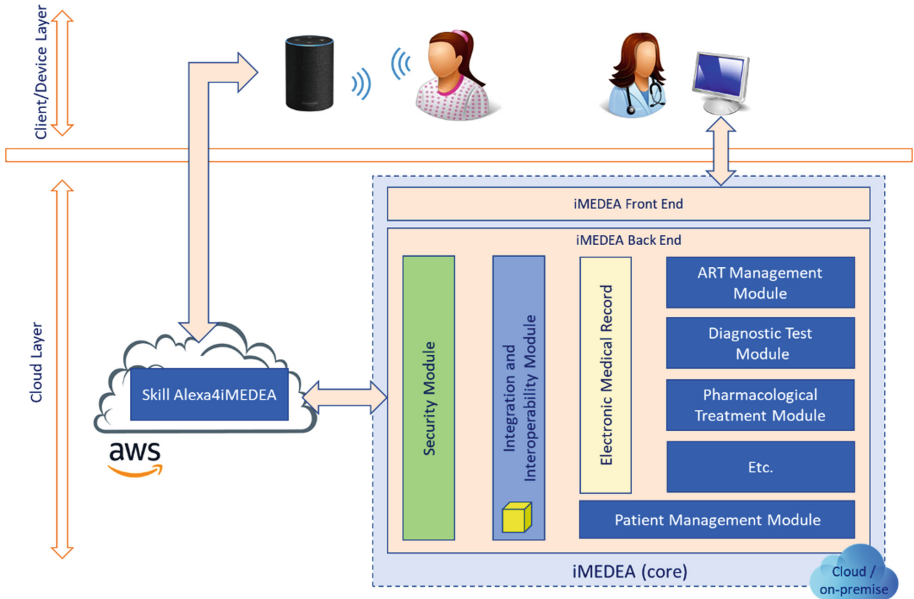 Client/Device Layer
iMEDEA Front End
iMEDEA Back End
Cloud Layer
Skill Alexa4iMEDEA
aws
Security Module
Integration and
Interoperability Module
Electronic Medical Record
ART Management
Module
Diagnostic Test
Module
Pharmacological
Treatment Module
Etc.
Patient Management Module
iMEDEA (core)
Cloud /
on-premise